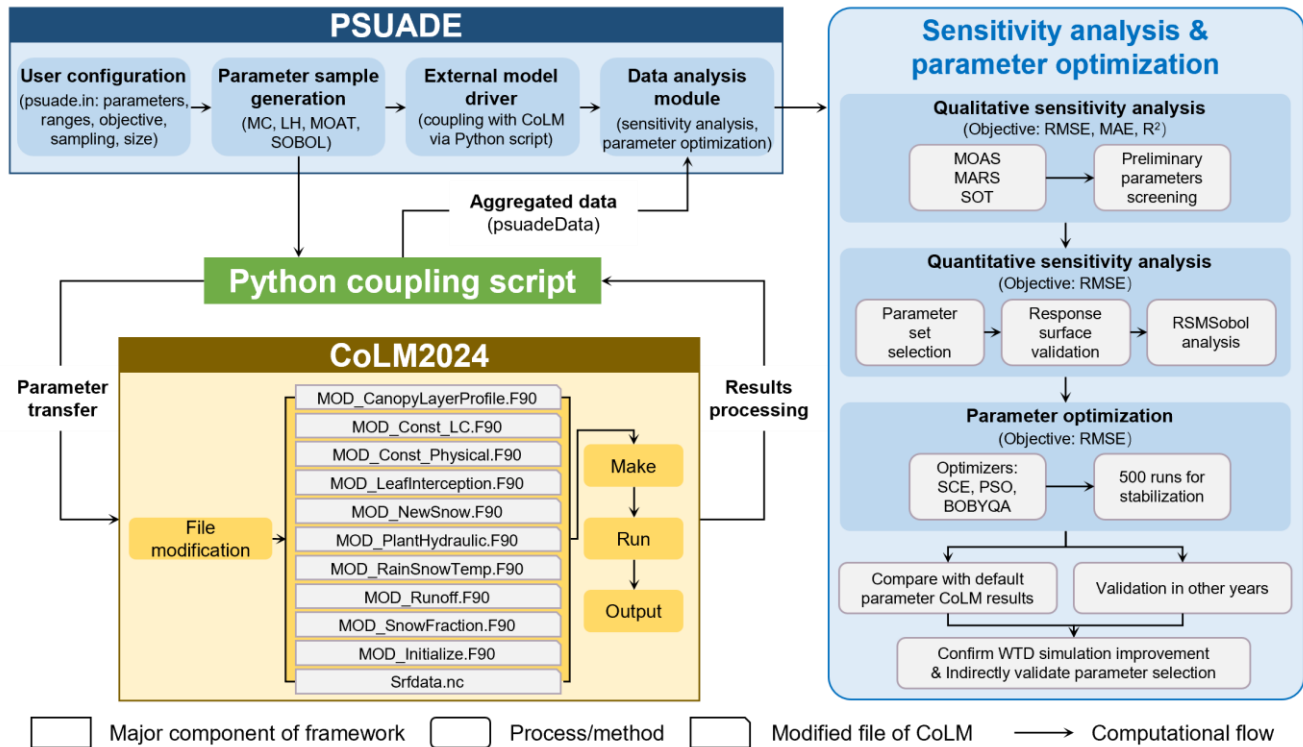 PSUADE
User configuration
(psuade.in: parameters,
ranges, objective,
sampling, size)
Parameter sample
generation
(MC, LH, MOAT,
SOBOL)
External model
driver
(coupling with CoLM
via Python script)
Data analysis
module
(sensitivity analysis,
parameter optimization)
Aggregated data
(psuadeData)
Python coupling script
Parameter
transfer
Results
processing
CoLM2024
File
modification
MOD_CanopyLayerProfile.F90
MOD_Const_LC.F90
MOD_Const_Physical.F90
MOD_LeafInterception.F90
MOD_NewSnow.F90
MOD_PlantHydraulic.F90
MOD_RainSnowTemp.F90
MOD_Runoff.F90
MOD_SnowFraction.F90
MOD_Initialize.F90
Srfdata.nc
Make
Run
Output
Sensitivity analysis &
parameter optimization
Qualitative sensitivity analysis
(Objective: RMSE, MAE, R²)
MOAS
MARS
SOT
Preliminary
parameters
screening
Quantitative sensitivity analysis
(Objective: RMSE)
Parameter
set
selection
Response
surface
validation
RSMSobol
analysis
Parameter optimization
(Objective: RMSE)
Optimizers:
SCE, PSO,
BOBYQA
500 runs for
stabilization
Compare with default
parameter CoLM results
Validation in other years
Confirm WTD simulation improvement
& Indirectly validate parameter selection
Major component of framework
Process/method
Modified file of CoLM
Computational flow